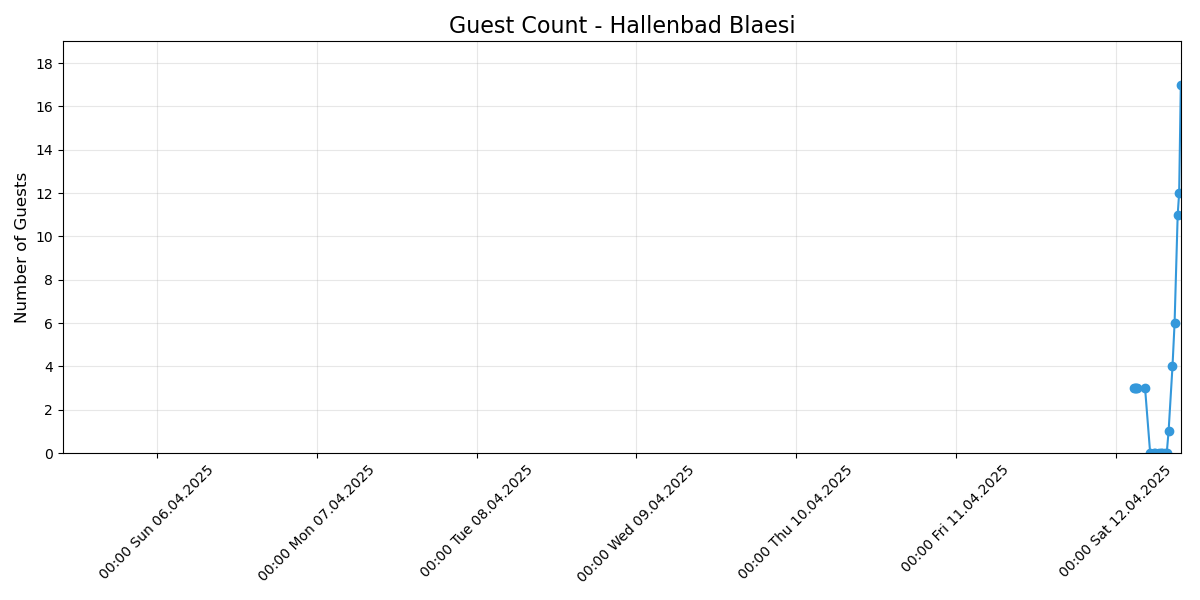 Guest Count - Hallenbad Blaesi
Number of Guests
18
16
14
12
10
8
6
4
2
0
00:00 Sun 06.04.2025
00:00 Mon 07.04.2025
00:00 Tue 08.04.2025
00:00 Wed 09.04.2025
00:00 Thu 10.04.2025
00:00 Fri 11.04.2025
00:00 Sat 12.04.2025